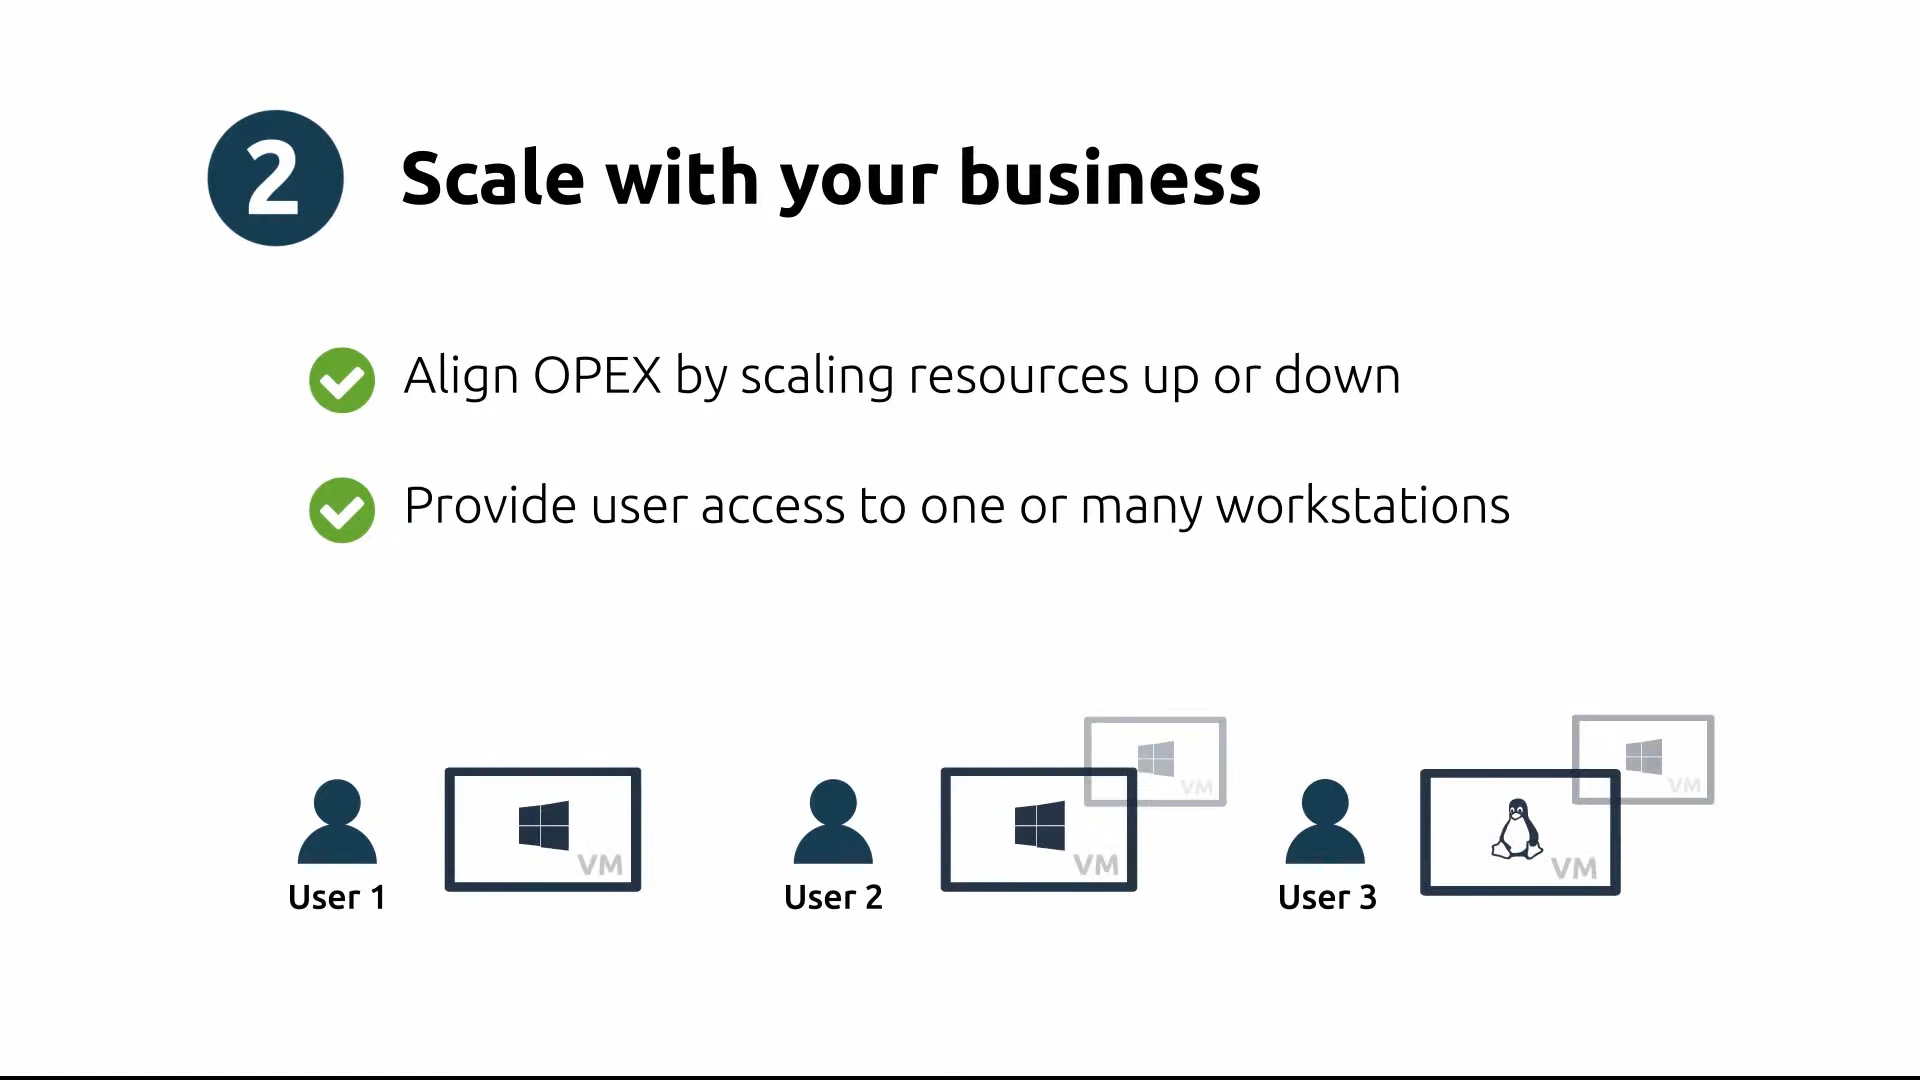 2
Scale with your business
Align OPEX by scaling resources up or down
Provide user access to one or many workstations
VM
VM
VM
VM
VM
User 1
User 2
User 3